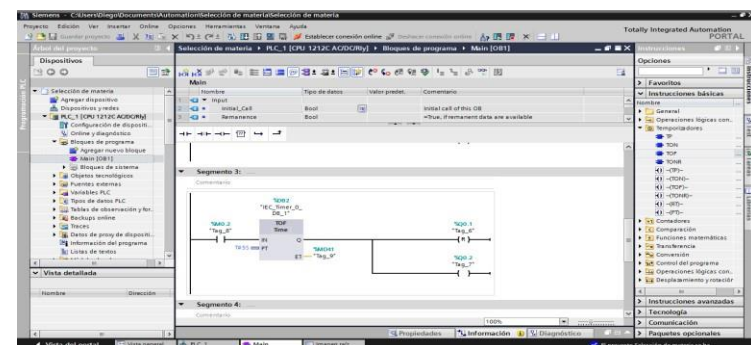 Siemens - C:\Users\Diego\Documents\Automation\Selección de materia\Selección de materia
Proyecto Edición Ver Insertar Online Opciones Herramientas Ventana Ayuda
Guardar proyecto
Establecer conexión online
Deshacer conexión online
Totally Integrated Automation
PORTAL
Árbol del proyecto
Dispositivos
Selección de materia
Agregar dispositivo
Dispositivos y redes
PLC_1 [CPU 1212C AC/DC/Rly]
Configuración de dispositi...
Online y diagnóstico
Bloques de programa
Agregar nuevo bloque
Main [OB1]
Bloques de sistema
Objetos tecnológicos
Fuentes externas
Variables PLC
Tipos de datos PLC
Tablas de observación y for...
Backups online
Traces
Datos de proxy de dispositi...
Información del programa
Listas de textos
Vista detallada
Nombre
Dirección
Selección de materia ▸ PLC_1 [CPU 1212C AC/DC/Rly] ▸ Bloques de programa ▸ Main [OB1]
Main
Nombre Tipo de datos Valor predet. Comentario
Input
Initial_Call Bool Initial call of this OB
Remanence Bool =True, if remanent data are available
Segmento 3:
Comentario
%DB2
"IEC_Timer_0_
DB_1"
TOF
Time
IN Q
PT
ET
%M0.2
%Q0.1
"Tag_6"
(R)
"Tag_9"
%Q0.2
"Tag_7"
Segmento 4:
Comentario
100%
Propiedades
Información
Diagnóstico
Instrucciones
Opciones
Favoritos
Instrucciones básicas
Nombre
General
Operaciones lógicas con...
Temporizadores
TP
TON
TOF
TONR
-(TP)-
-(TON)-
-(TOF)-
-(TONR)-
-(RT)-
-(PT)-
Contadores
Comparación
Funciones matemáticas
Transferencia
Conversión
Control del programa
Operaciones lógicas con...
Desplazamiento y rotación
Instrucciones avanzadas
Tecnología
Comunicación
Paquetes opcionales
Vista del portal
Vista general
PLC_1
Main